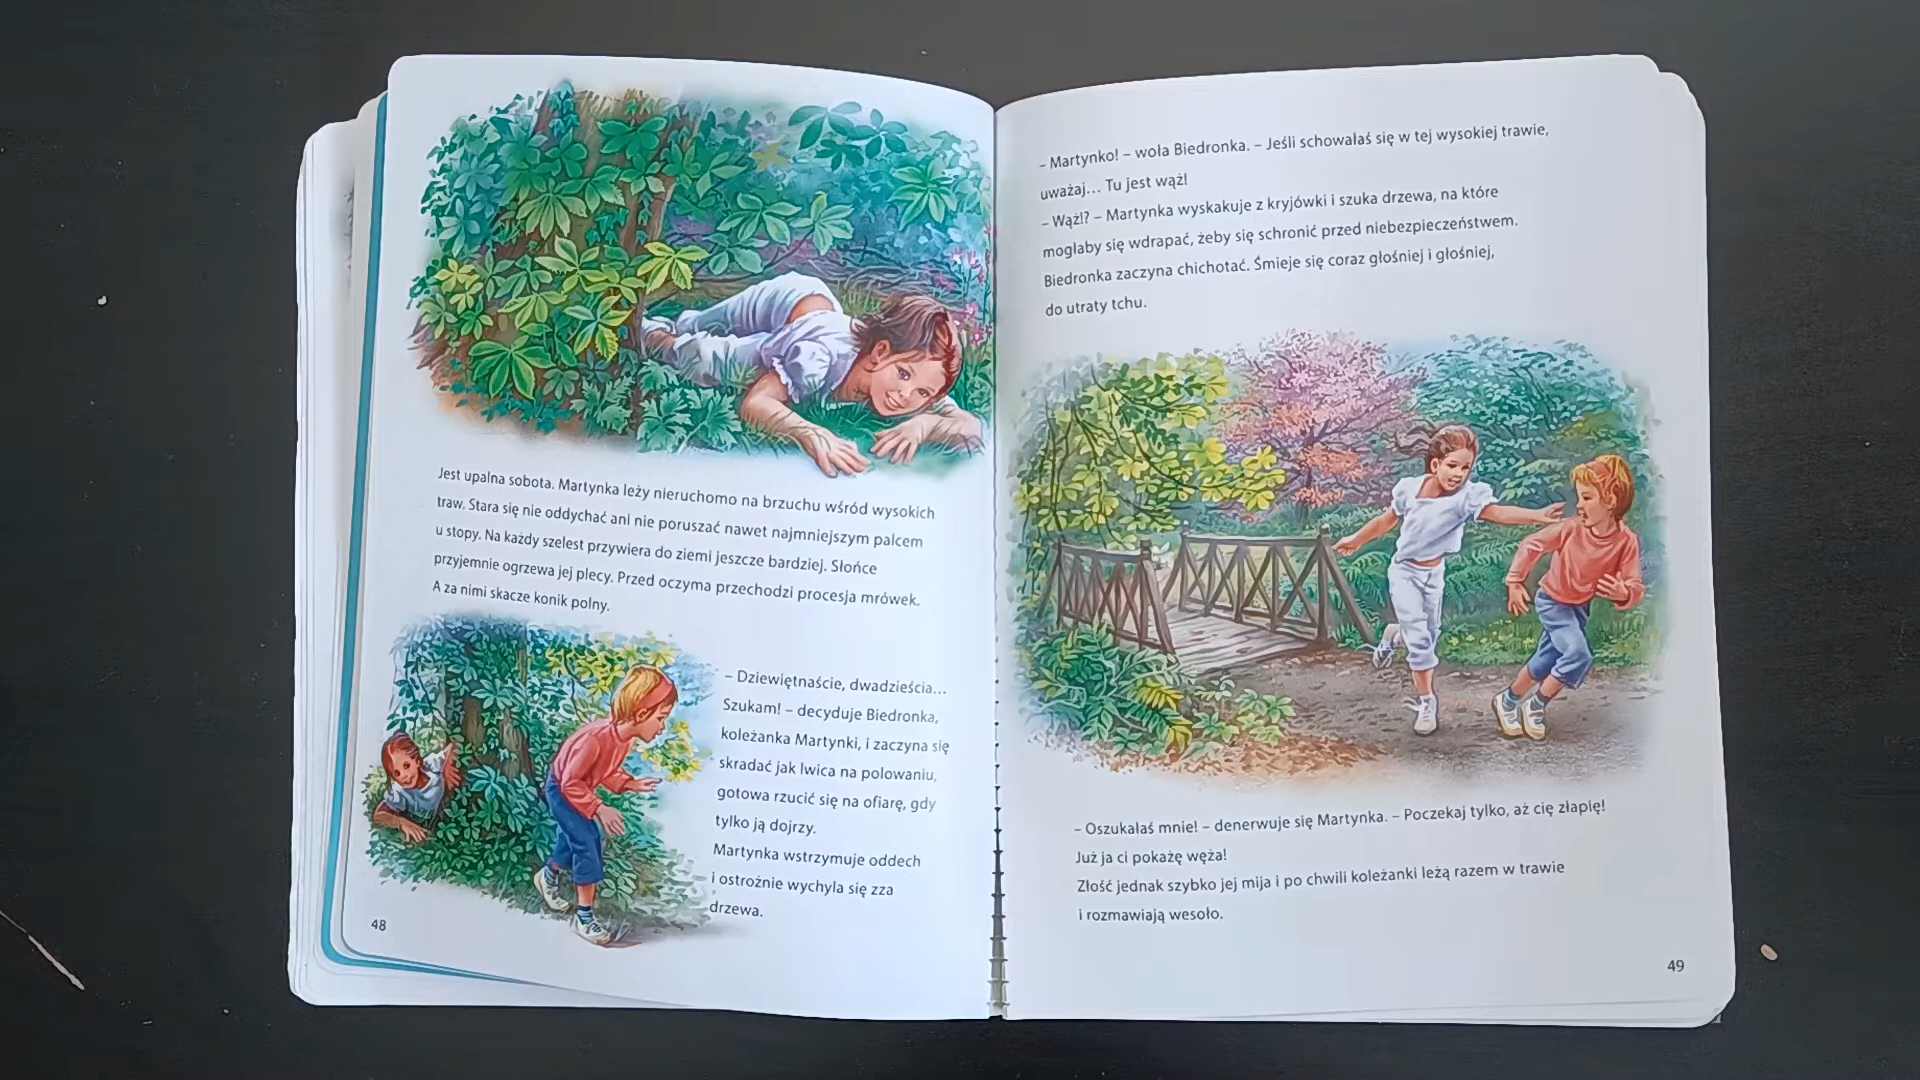 Jest upalna sobota. Martynka leży nieruchomo na brzuchu wśród wysokich
traw. Stara się nie oddychać ani nie poruszać nawet najmniejszym palcem
u stopy. Na każdy szelest przywiera do ziemi jeszcze bardziej. Słońce
przyjemnie ogrzewa jej plecy. Przed oczyma przechodzi procesja mrówek.
A za nimi skacze konik polny.
– Dziewiętnaście, dwadzieścia...
Szukam! – decyduje Biedronka,
koleżanka Martynki, i zaczyna się
skradać jak lwica na polowaniu,
gotowa rzucić się na ofiarę, gdy
tylko ją dojrzy.
Martynka wstrzymuje oddech
i ostrożnie wychyla się zza
drzewa.
48
– Martynko! – woła Biedronka. – Jeśli schowałaś się w tej wysokiej trawie,
uważaj... Tu jest wąż!
– Wąż!? – Martynka wyskakuje z kryjówki i szuka drzewa, na które
mogłaby się wdrapać, żeby się schronić przed niebezpieczeństwem.
Biedronka zaczyna chichotać. Śmieje się coraz głośniej i głośniej,
do utraty tchu.
– Oszukałaś mnie! – denerwuje się Martynka. – Poczekaj tylko, aż cię złapię!
Już ja ci pokażę węża!
Złość jednak szybko jej mija i po chwili koleżanki leżą razem w trawie
i rozmawiają wesoło.
49